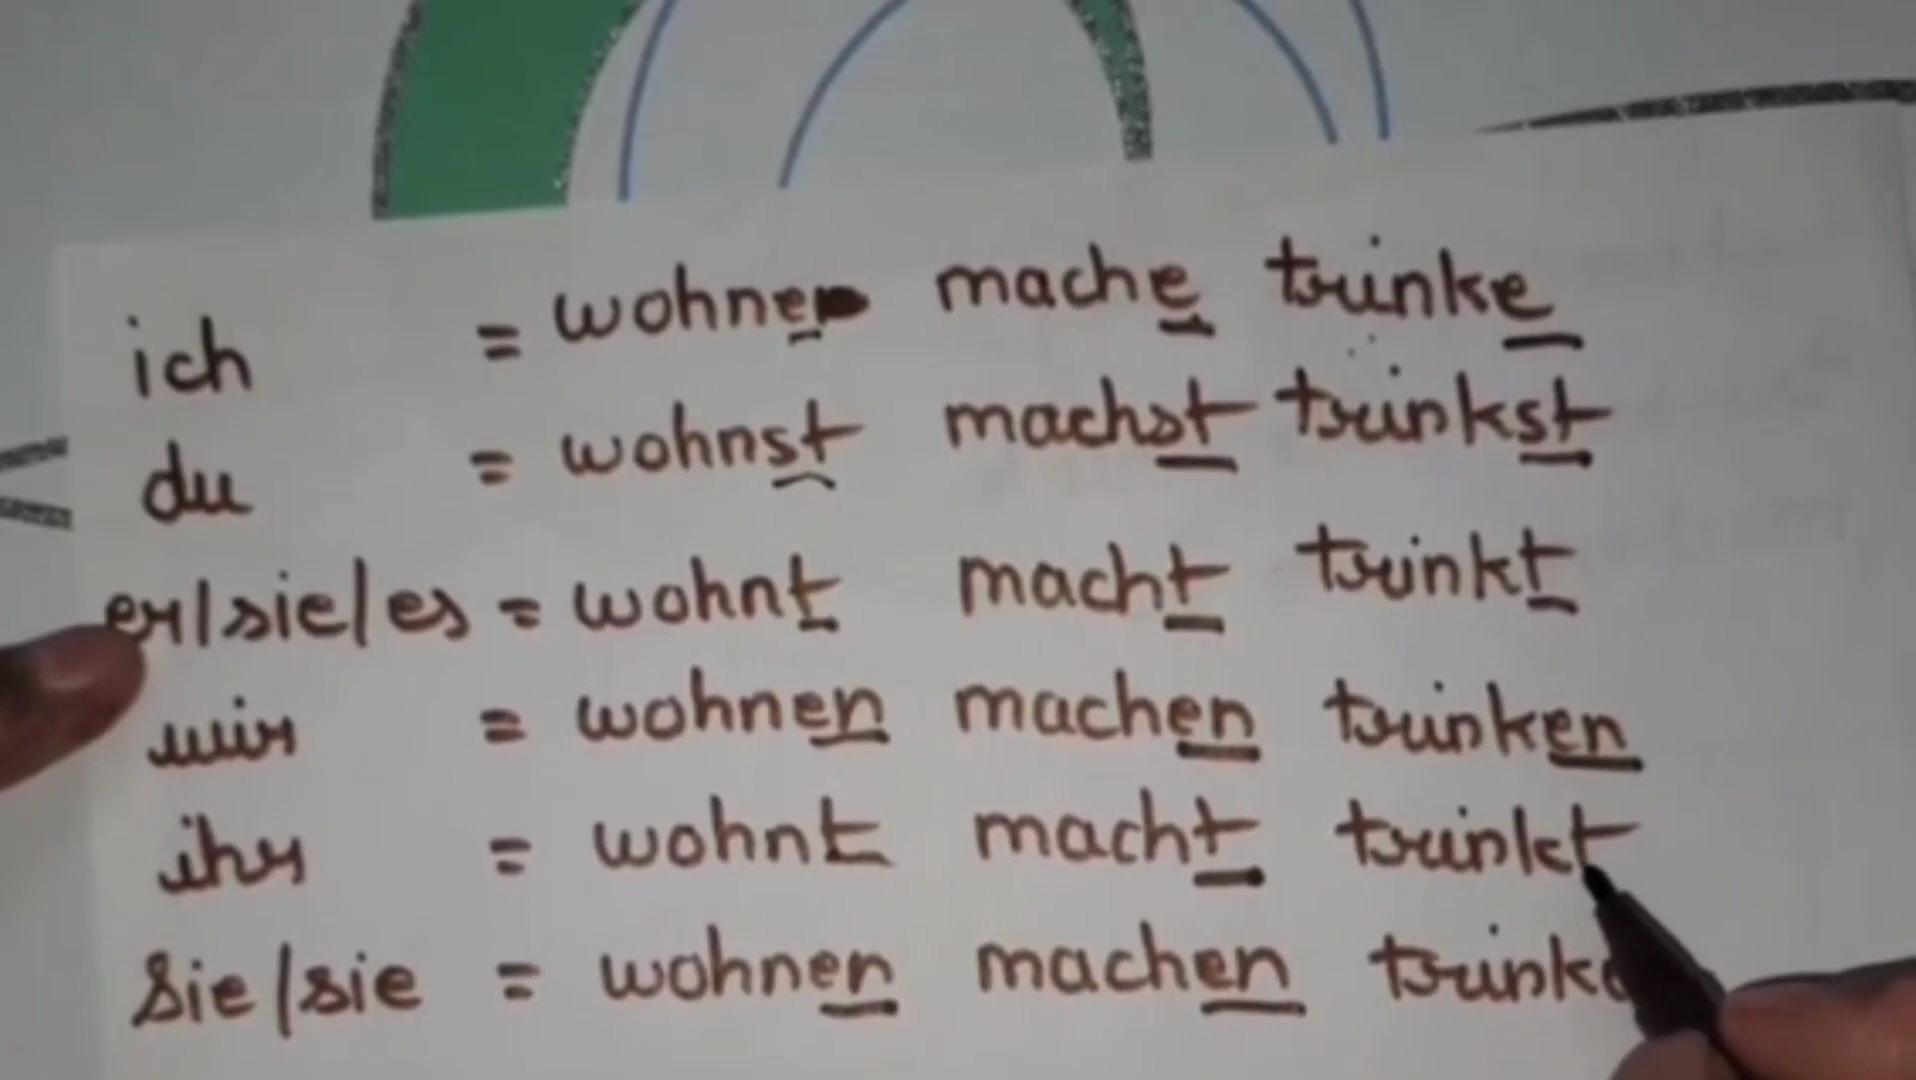 ich = wohne mache trinke
du = wohnst machst trinkst
er/sie/es = wohnt macht trinkt
wir = wohnen machen trinken
ihr = wohnt macht trinkt
Sie/sie = wohnen machen